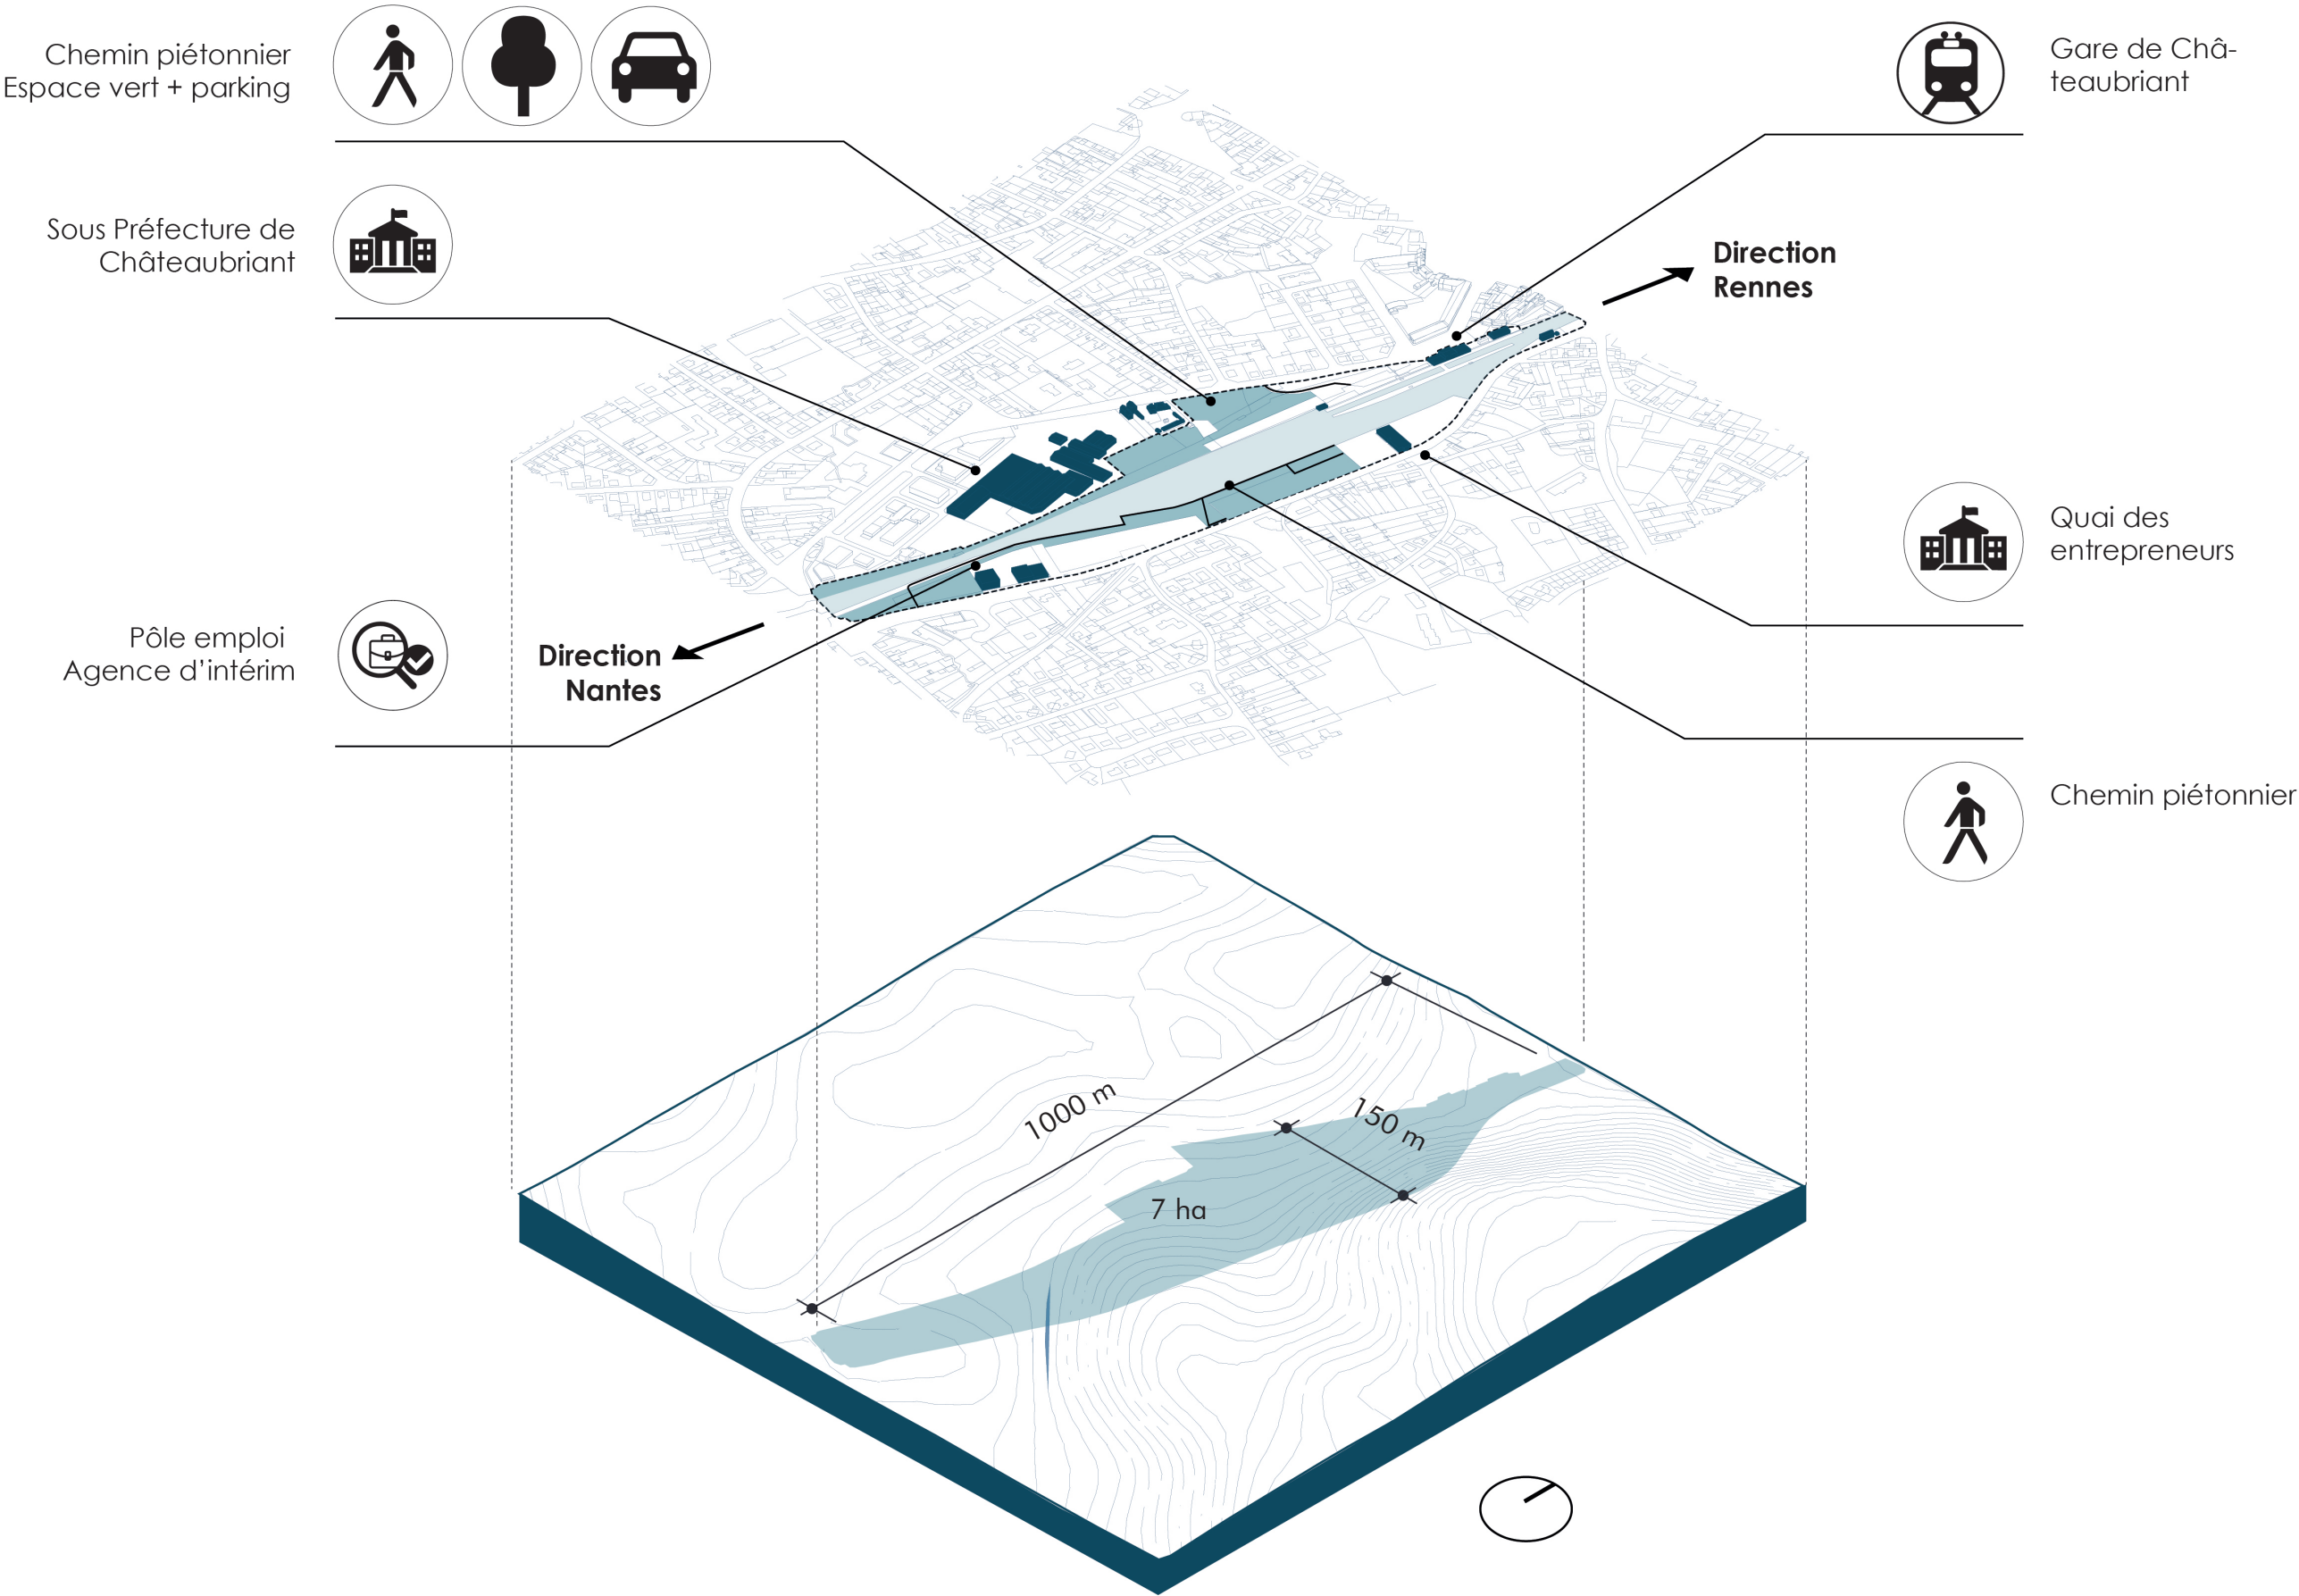 Chemin piétonnier
Espace vert + parking
Gare de Châ-
teaubriant
Sous Préfecture de
Châteaubriant
Direction
Rennes
Quai des
entrepreneurs
Pôle emploi
Agence d'intérim
Direction
Nantes
Chemin piétonnier
1000 m
150 m
7 ha